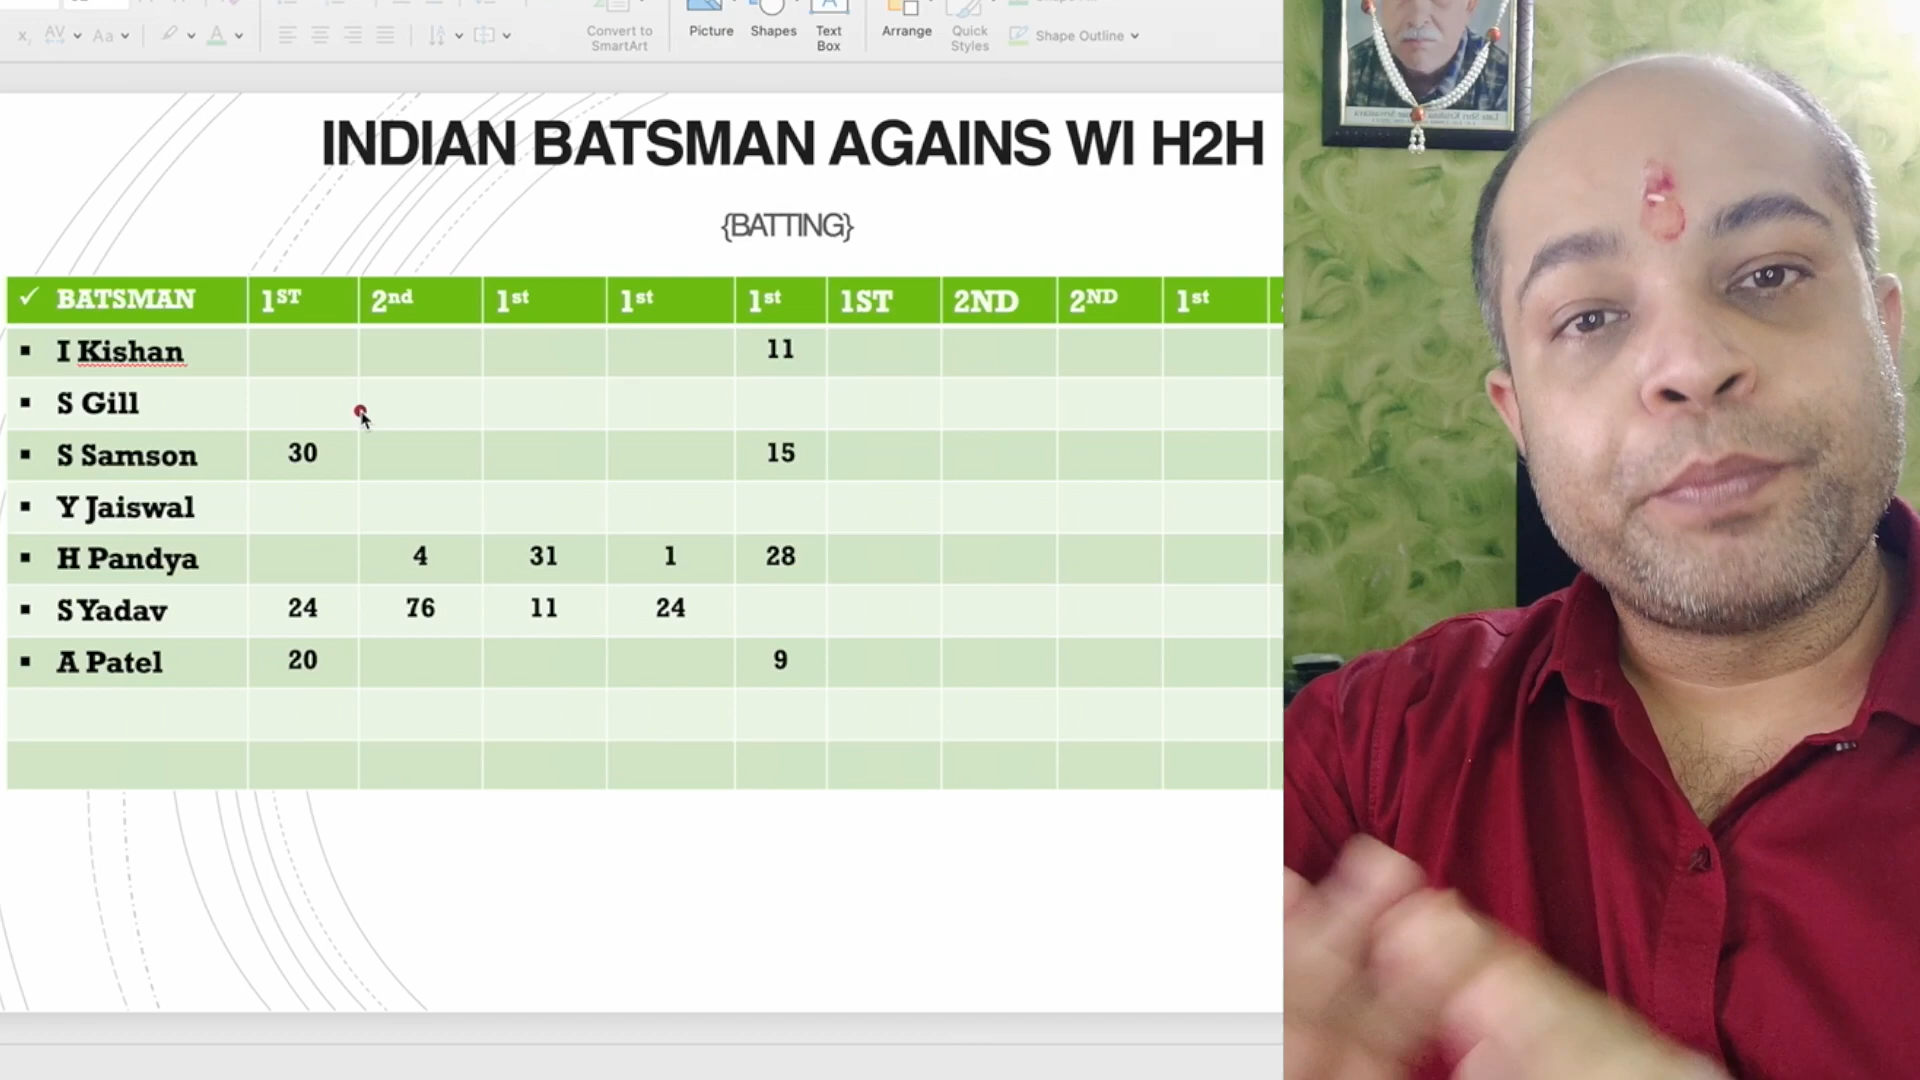 Aa
Convert to SmartArt
Picture
Shapes
Text Box
Arrange
Quick Styles
Shape Outline
INDIAN BATSMAN AGAINS WI H2H
{BATTING}
✓ BATSMAN 1ST 2nd 1st 1st 1st 1ST 2ND 2ND 1st
▪ I Kishan 11
▪ S Gill
▪ S Samson 30 15
▪ Y Jaiswal
▪ H Pandya 4 31 1 28
▪ S Yadav 24 76 11 24
▪ A Patel 20 9